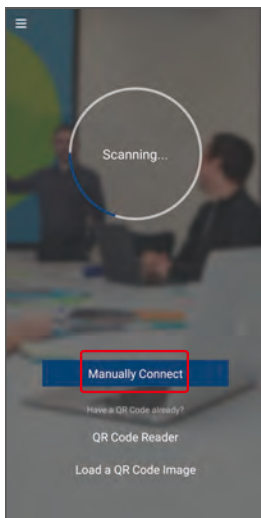 Scanning...
Manually Connect
Have a QR Code already?
QR Code Reader
Load a QR Code Image